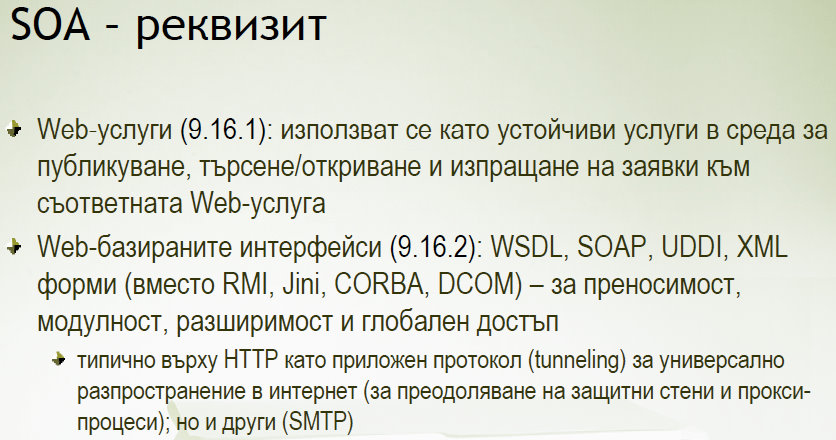 SOA – реквизит
Web-услуги (9.16.1): използват се като устойчиви услуги в среда за
публикуване, търсене/откриване и изпращане на заявки към
съответната Web-услуга
Web-базираните интерфейси (9.16.2): WSDL, SOAP, UDDI, XML
форми (вместо RMI, Jini, CORBA, DCOM) – за преносимост,
модулност, разширимост и глобален достъп
типично върху HTTP като приложен протокол (tunneling) за универсално
разпространение в интернет (за преодоляване на защитни стени и прокси-
процеси); но и други (SMTP)